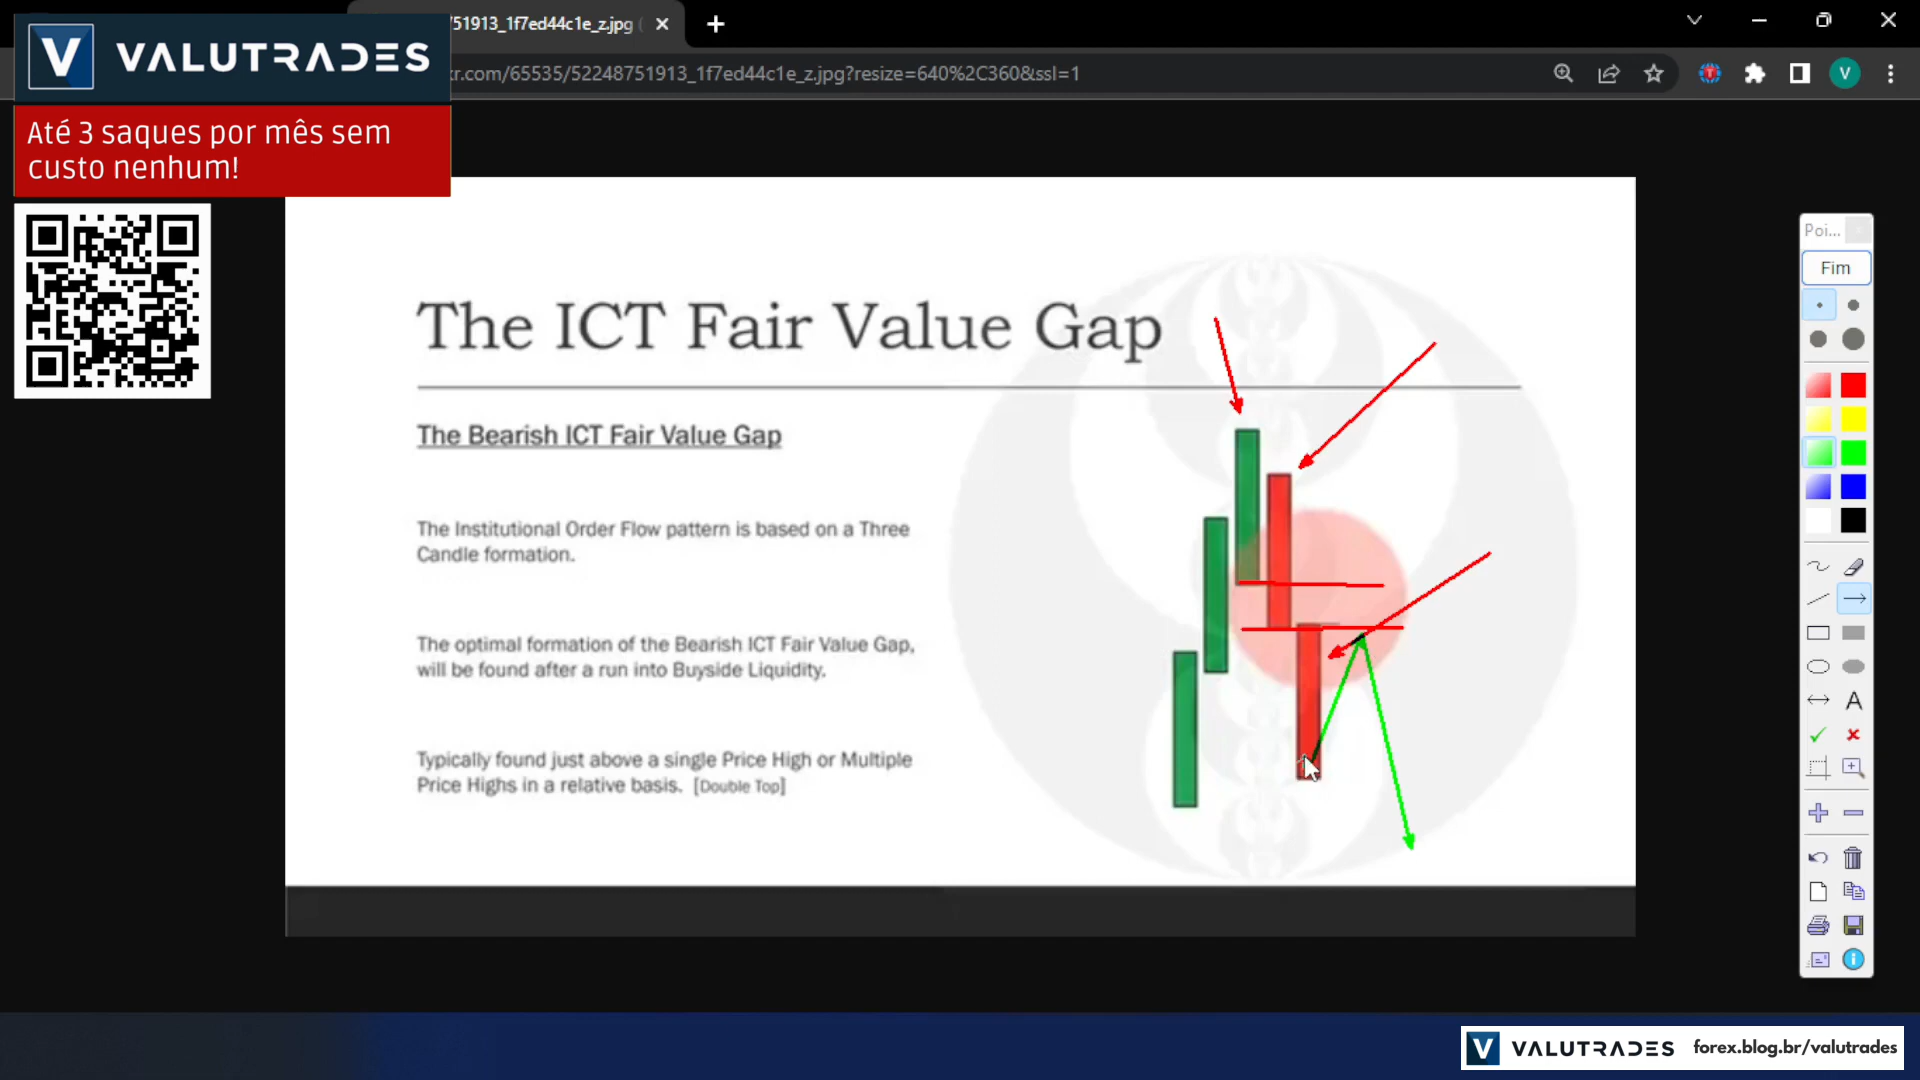 51913_1f7ed44c1e_z.jpg (
VALUTRADES
r.com/65535/52248751913_1f7ed44c1e_z.jpg?resize=640%2C360&ssl=1
V
Até 3 saques por mês sem
custo nenhum!
Poi...
Fim
The ICT Fair Value Gap
The Bearish ICT Fair Value Gap
The Institutional Order Flow pattern is based on a Three
Candle formation.
The optimal formation of the Bearish ICT Fair Value Gap,
will be found after a run into Buyside Liquidity.
Typically found just above a single Price High or Multiple
Price Highs in a relative basis. [Double Top]
A
VALUTRADES forex.blog.br/valutrades